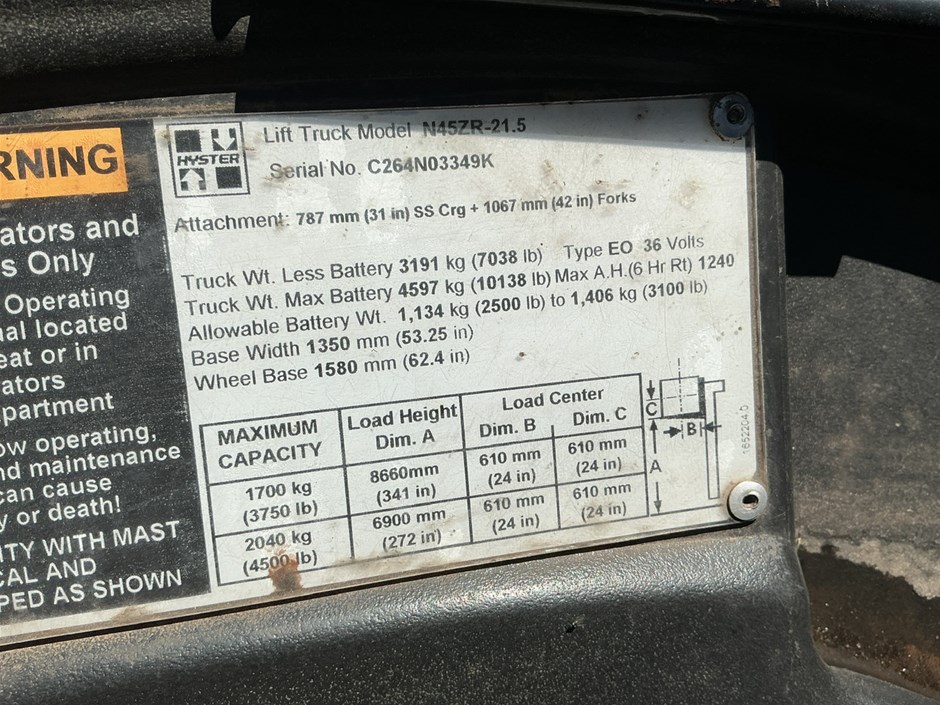 RNING
ators and
s Only
Operating
al located
eat or in
ators
partment
ow operating,
nd maintenance
can cause
y or death!
ITY WITH MAST
CAL AND
PED AS SHOWN
HYSTER
Lift Truck Model N45ZR-21.5
Serial No. C264N03349K
Attachment: 787 mm (31 in) SS Crg + 1067 mm (42 in) Forks
Truck Wt. Less Battery 3191 kg (7038 lb) Type EO 36 Volts
Truck Wt. Max Battery 4597 kg (10138 lb) Max A.H.(6 Hr Rt) 1240
Allowable Battery Wt. 1,134 kg (2500 lb) to 1,406 kg (3100 lb)
Base Width 1350 mm (53.25 in)
Wheel Base 1580 mm (62.4 in)
MAXIMUM
CAPACITY
Load Height
Dim. A
Load Center
Dim. B Dim. C
1700 kg
(3750 lb)
8660mm
(341 in)
610 mm
(24 in)
610 mm
(24 in)
2040 kg
(4500 lb)
6900 mm
(272 in)
610 mm
(24 in)
610 mm
(24 in)
C
B
A
1652204-0